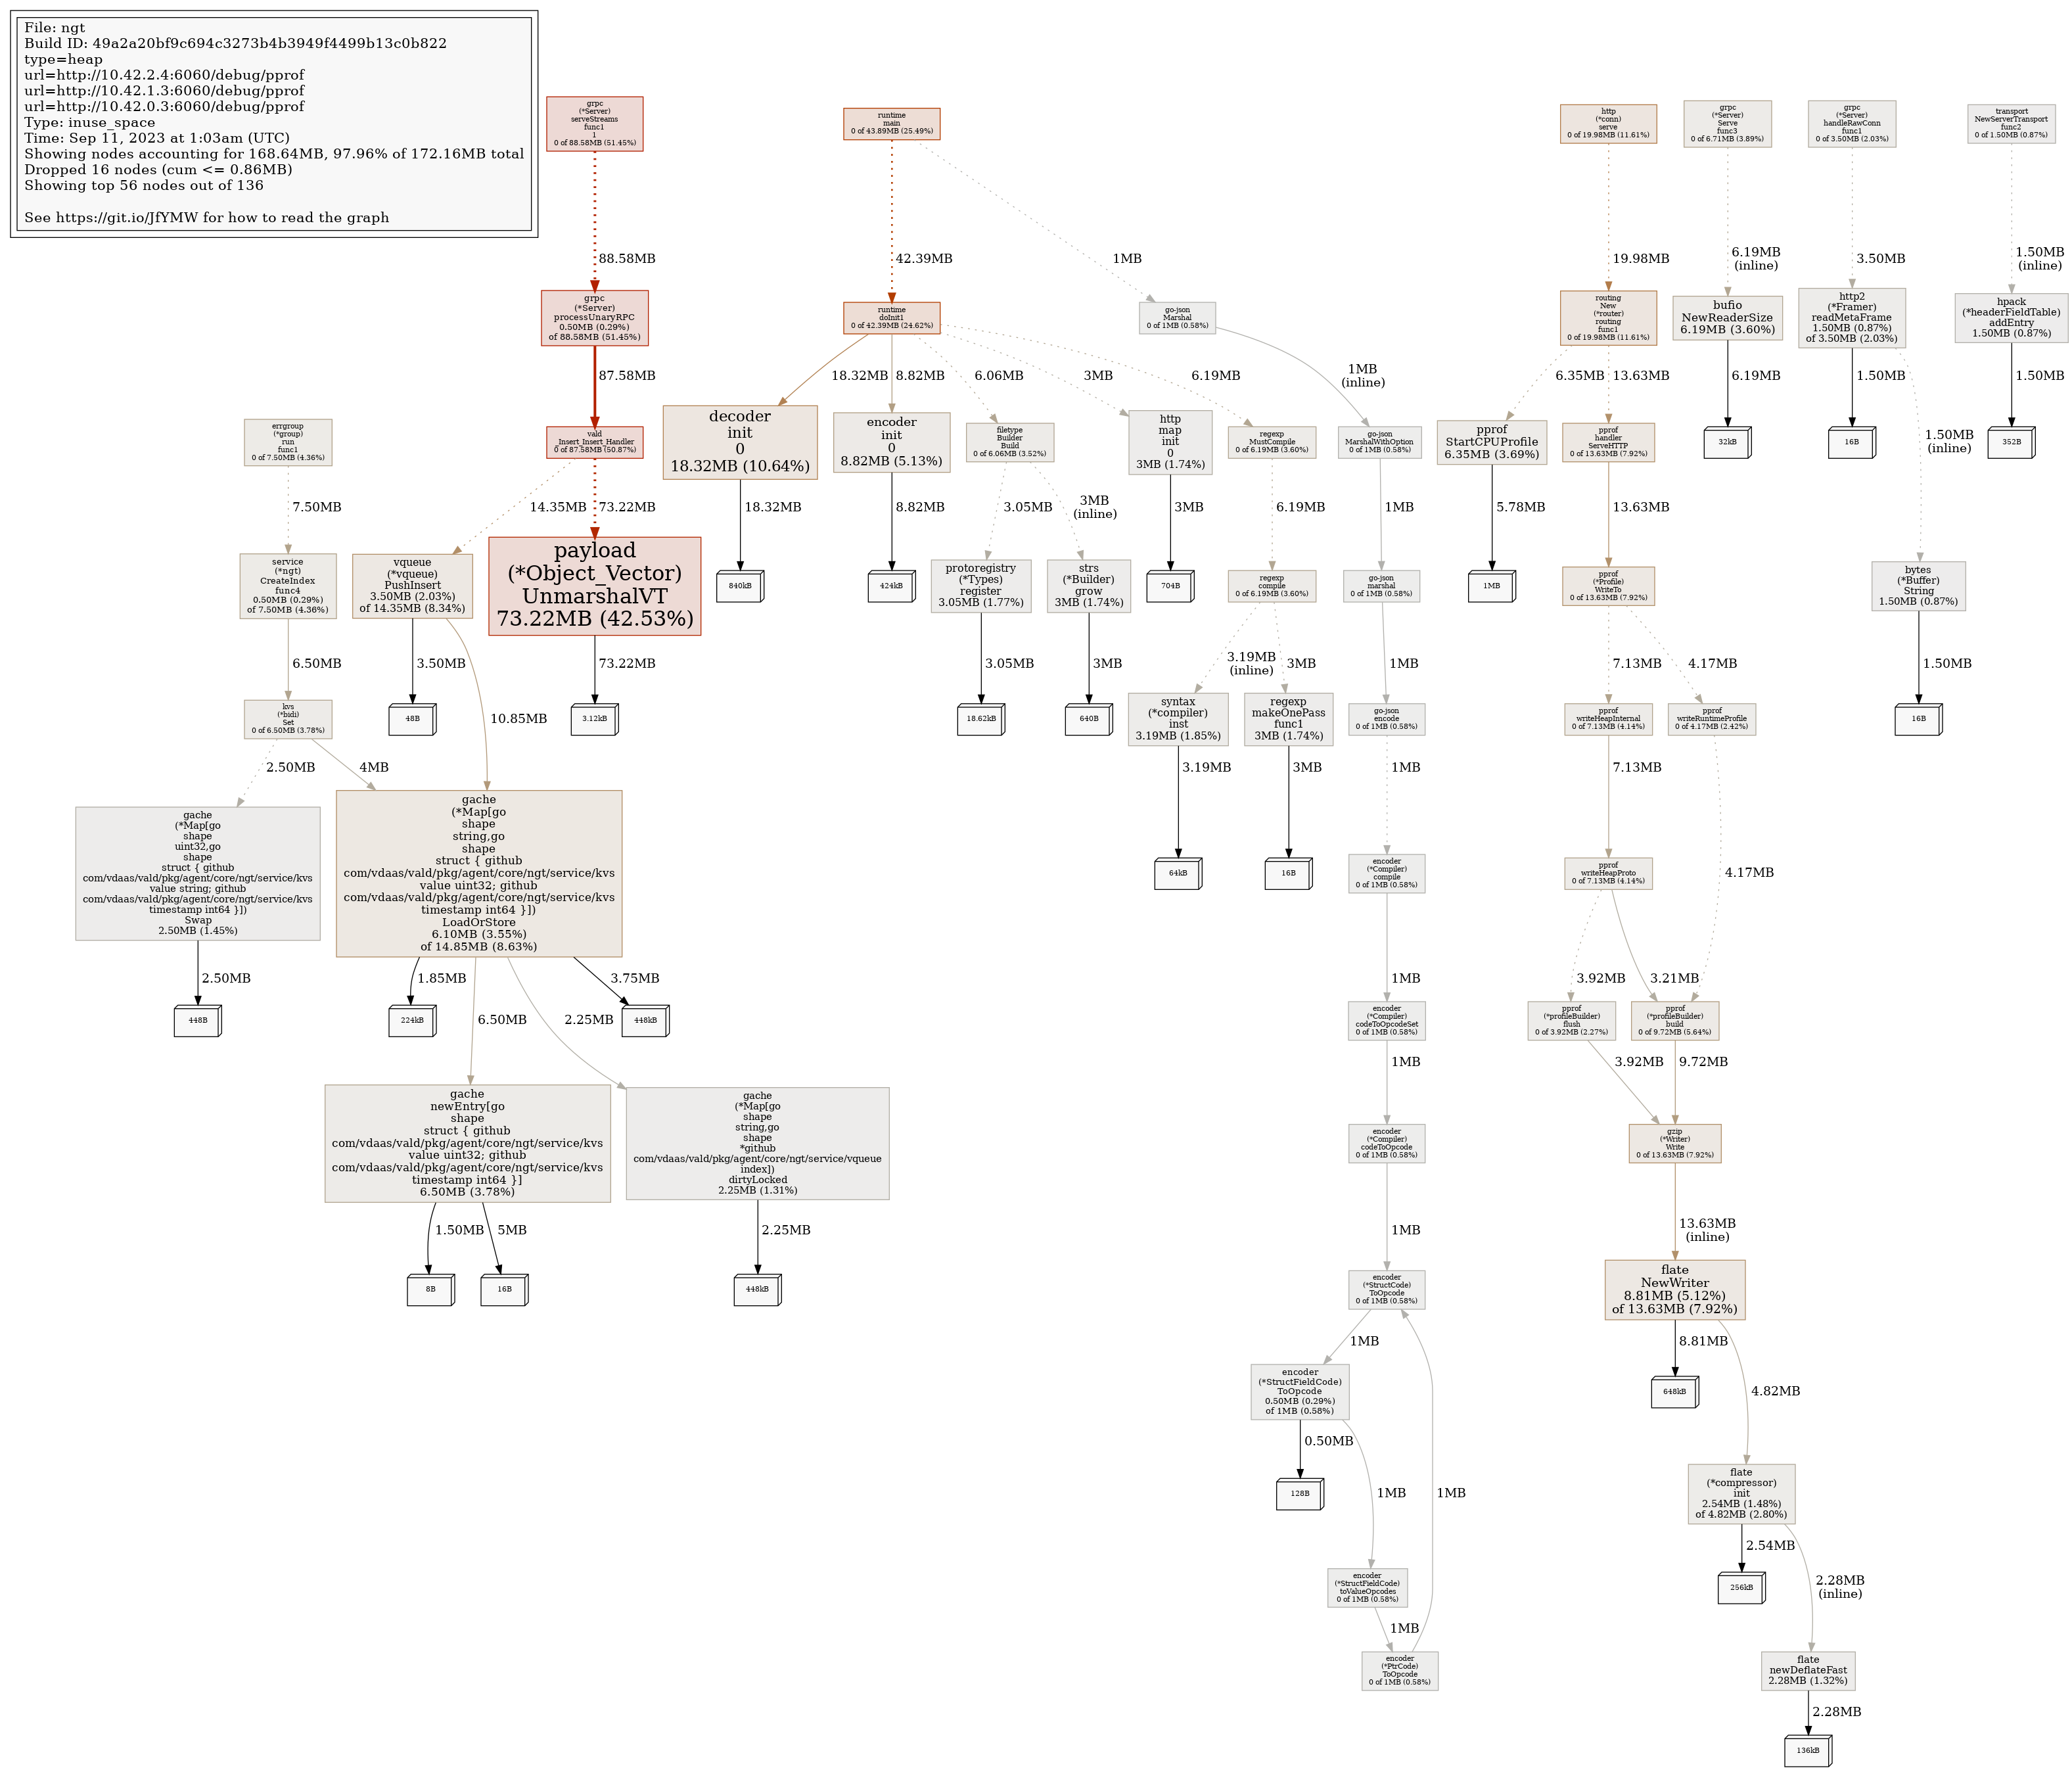 File: ngt
Build ID: 49a2a20bf9c694c3273b4b3949f4499b13c0b822
type=heap
url=http://10.42.2.4:6060/debug/pprof
url=http://10.42.1.3:6060/debug/pprof
url=http://10.42.0.3:6060/debug/pprof
Type: inuse_space
Time: Sep 11, 2023 at 1:03am (UTC)
Showing nodes accounting for 168.64MB, 97.96% of 172.16MB total
Dropped 16 nodes (cum <= 0.86MB)
Showing top 56 nodes out of 136
See https://git.io/JfYMW for how to read the graph
grpc
(*Server)
serveStreams
func1
1
0 of 88.58MB (51.45%)
runtime
main
0 of 43.89MB (25.49%)
http
(*conn)
serve
0 of 19.98MB (11.61%)
grpc
(*Server)
Serve
func3
0 of 6.71MB (3.89%)
grpc
(*Server)
handleRawConn
func1
0 of 3.50MB (2.03%)
transport
NewServerTransport
func2
0 of 1.50MB (0.87%)
88.58MB
42.39MB
1MB
19.98MB
6.19MB
(inline)
3.50MB
1.50MB
(inline)
grpc
(*Server)
processUnaryRPC
0.50MB (0.29%)
of 88.58MB (51.45%)
runtime
doInit1
0 of 42.39MB (24.62%)
go-json
Marshal
0 of 1MB (0.58%)
routing
New
(*router)
routing
func1
0 of 19.98MB (11.61%)
bufio
NewReaderSize
6.19MB (3.60%)
http2
(*Framer)
readMetaFrame
1.50MB (0.87%)
of 3.50MB (2.03%)
hpack
(*headerFieldTable)
addEntry
1.50MB (0.87%)
87.58MB
18.32MB
8.82MB
6.06MB
3MB
6.19MB
1MB
(inline)
6.35MB
13.63MB
6.19MB
1.50MB
1.50MB
(inline)
1.50MB
errgroup
(*group)
run
func1
0 of 7.50MB (4.36%)
vald
Insert_Insert_Handler
0 of 87.58MB (50.87%)
decoder
init
0
18.32MB (10.64%)
encoder
init
0
8.82MB (5.13%)
filetype
Builder
Build
0 of 6.06MB (3.52%)
http
map
init
0
3MB (1.74%)
regexp
MustCompile
0 of 6.19MB (3.60%)
go-json
MarshalWithOption
0 of 1MB (0.58%)
pprof
StartCPUProfile
6.35MB (3.69%)
pprof
handler
ServeHTTP
0 of 13.63MB (7.92%)
32kB
16B
352B
7.50MB
14.35MB
73.22MB
18.32MB
8.82MB
3.05MB
3MB
(inline)
3MB
6.19MB
1MB
5.78MB
13.63MB
service
(*ngt)
CreateIndex
func4
0.50MB (0.29%)
of 7.50MB (4.36%)
vqueue
(*vqueue)
PushInsert
3.50MB (2.03%)
of 14.35MB (8.34%)
payload
(*Object_Vector)
UnmarshalVT
73.22MB (42.53%)
840kB
424kB
protoregistry
(*Types)
register
3.05MB (1.77%)
strs
(*Builder)
grow
3MB (1.74%)
704B
regexp
compile
0 of 6.19MB (3.60%)
go-json
marshal
0 of 1MB (0.58%)
1MB
pprof
(*Profile)
WriteTo
0 of 13.63MB (7.92%)
bytes
(*Buffer)
String
1.50MB (0.87%)
6.50MB
3.50MB
10.85MB
73.22MB
3.05MB
3MB
3.19MB
(inline)
3MB
1MB
7.13MB
4.17MB
1.50MB
kvs
(*bidi)
Set
0 of 6.50MB (3.78%)
48B
3.12kB
18.62kB
640B
syntax
(*compiler)
inst
3.19MB (1.85%)
regexp
makeOnePass
func1
3MB (1.74%)
go-json
encode
0 of 1MB (0.58%)
pprof
writeHeapInternal
0 of 7.13MB (4.14%)
pprof
writeRuntimeProfile
0 of 4.17MB (2.42%)
16B
2.50MB
4MB
3.19MB
3MB
1MB
7.13MB
4.17MB
gache
(*Map[go
shape
uint32,go
shape
struct { github
com/vdaas/vald/pkg/agent/core/ngt/service/kvs
value string; github
com/vdaas/vald/pkg/agent/core/ngt/service/kvs
timestamp int64 }])
Swap
2.50MB (1.45%)
gache
(*Map[go
shape
string,go
shape
struct { github
com/vdaas/vald/pkg/agent/core/ngt/service/kvs
value uint32; github
com/vdaas/vald/pkg/agent/core/ngt/service/kvs
timestamp int64 }])
LoadOrStore
6.10MB (3.55%)
of 14.85MB (8.63%)
64kB
16B
encoder
(*Compiler)
compile
0 of 1MB (0.58%)
pprof
writeHeapProto
0 of 7.13MB (4.14%)
2.50MB
1.85MB
6.50MB
2.25MB
3.75MB
1MB
3.92MB
3.21MB
448B
224kB
448kB
encoder
(*Compiler)
codeToOpcodeSet
0 of 1MB (0.58%)
pprof
(*profileBuilder)
flush
0 of 3.92MB (2.27%)
pprof
(*profileBuilder)
build
0 of 9.72MB (5.64%)
1MB
3.92MB
9.72MB
gache
newEntry[go
shape
struct { github
com/vdaas/vald/pkg/agent/core/ngt/service/kvs
value uint32; github
com/vdaas/vald/pkg/agent/core/ngt/service/kvs
timestamp int64 }]
6.50MB (3.78%)
gache
(*Map[go
shape
string,go
shape
*github
com/vdaas/vald/pkg/agent/core/ngt/service/vqueue
index])
dirtyLocked
2.25MB (1.31%)
encoder
(*Compiler)
codeToOpcode
0 of 1MB (0.58%)
gzip
(*Writer)
Write
0 of 13.63MB (7.92%)
1.50MB
5MB
2.25MB
1MB
13.63MB
(inline)
8B
16B
448kB
encoder
(*StructCode)
ToOpcode
0 of 1MB (0.58%)
flate
NewWriter
8.81MB (5.12%)
of 13.63MB (7.92%)
1MB
8.81MB
4.82MB
encoder
(*StructFieldCode)
ToOpcode
0.50MB (0.29%)
of 1MB (0.58%)
648kB
0.50MB
1MB
1MB
128B
flate
(*compressor)
init
2.54MB (1.48%)
of 4.82MB (2.80%)
2.54MB
2.28MB
(inline)
encoder
(*StructFieldCode)
toValueOpcodes
0 of 1MB (0.58%)
256kB
1MB
encoder
(*PtrCode)
ToOpcode
0 of 1MB (0.58%)
flate
newDeflateFast
2.28MB (1.32%)
2.28MB
136kB